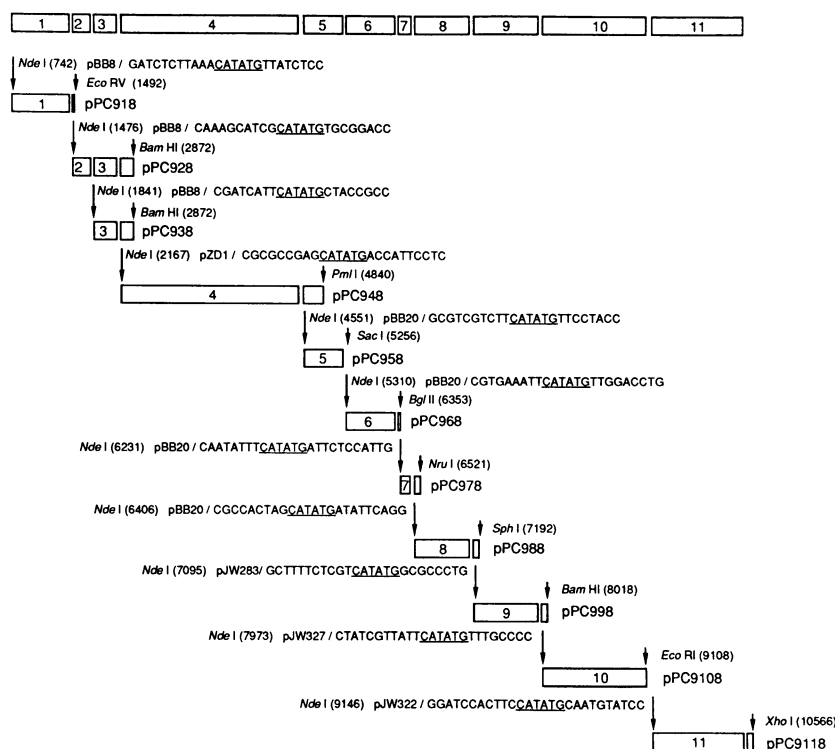 1 2 3 4 5 6 7 8 9 10 11
Nde I (742) pBB8 / GATCTCTTAAACATATGTTATCTCC
Eco RV (1492)
1 pPC918
Nde I (1476) pBB8 / CAAAGCATCGCATATGTGCGGACC
Bam HI (2872)
2 3 pPC928
Nde I (1841) pBB8 / CGATCATTCATATGCTACCGCC
Bam HI (2872)
3 pPC938
Nde I (2167) pZD1 / CGCGCCGAGCATATGACCATTCCTC
Pml I (4840)
4 pPC948
Nde I (4551) pBB20 / GCGTCGTCTTCATATGTTCCTACC
Sac I (5256)
5 pPC958
Nde I (5310) pBB20 / CGTGAAATTCATATGTTGGACCTG
Bgl II (6353)
6 pPC968
Nde I (6231) pBB20 / CAATATTTCATATGATTCTCCATTG
Nru I (6521)
7 pPC978
Nde I (6406) pBB20 / CGCCACTAGCATATGATATTCAGG
Sph I (7192)
8 pPC988
Nde I (7095) pJW283/ GCTTTTCTCGTCATATGGCGCCCTG
Bam HI (8018)
9 pPC998
Nde I (7973) pJW327 / CTATCGTTATTCATATGTTTGCCCC
Eco RI (9108)
10 pPC9108
Nde I (9146) pJW322 / GGATCCACTTCCATATGCAATGTATCC
Xho I (10566)
11 pPC9118